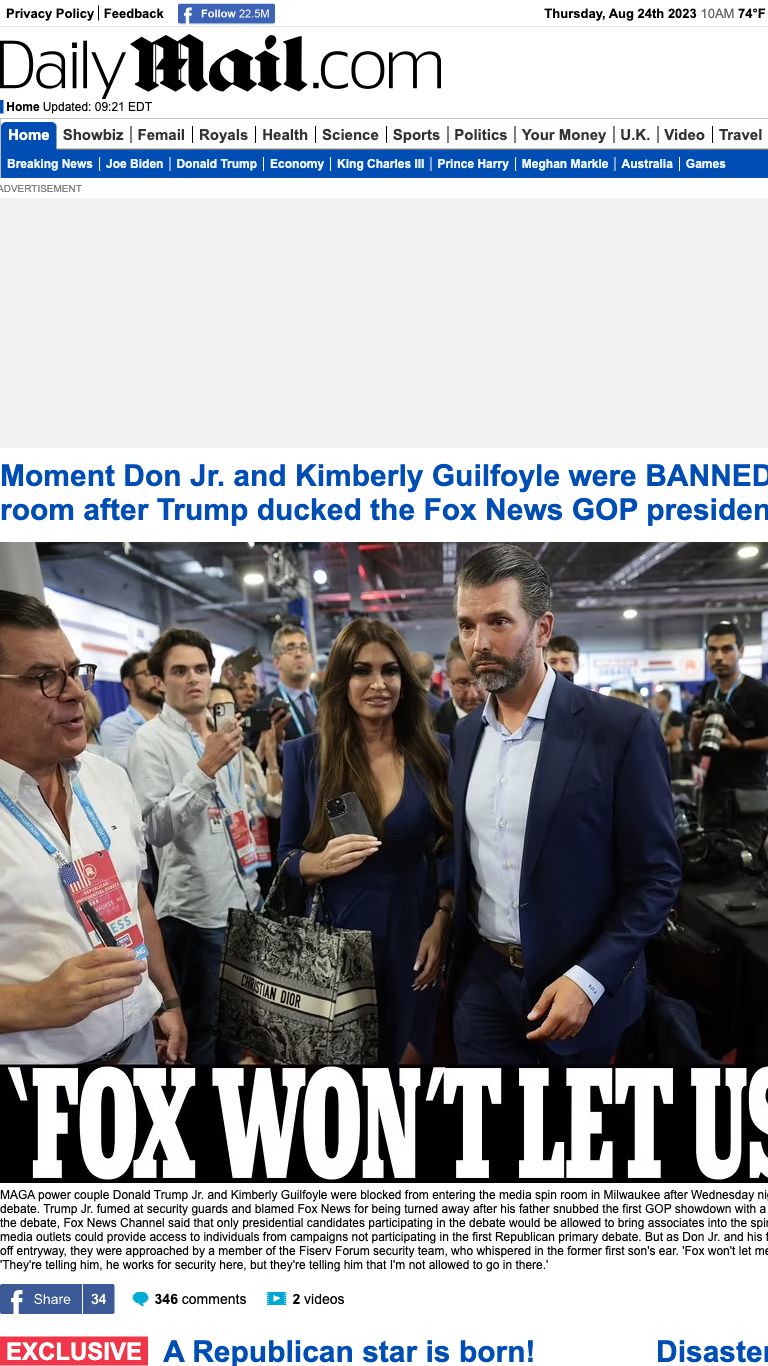 Privacy Policy | Feedback Follow 22.5M Thursday, Aug 24th 2023 10AM 74°F
Daily Mail.com
Home Updated: 09:21 EDT
Home Showbiz | Femail | Royals | Health | Science | Sports | Politics | Your Money | U.K. | Video | Travel
Breaking News | Joe Biden | Donald Trump | Economy | King Charles III | Prince Harry | Meghan Markle | Australia | Games
ADVERTISEMENT
Moment Don Jr. and Kimberly Guilfoyle were BANNED
room after Trump ducked the Fox News GOP presiden
REPUBLICAN
PRESIDENTIAL DEBATE
CHRISTIAN DIOR
'FOX WON'T LET US
MAGA power couple Donald Trump Jr. and Kimberly Guilfoyle were blocked from entering the media spin room in Milwaukee after Wednesday nig
debate. Trump Jr. fumed at security guards and blamed Fox News for being turned away after his father snubbed the first GOP showdown with a
the debate, Fox News Channel said that only presidential candidates participating in the debate would be allowed to bring associates into the spin
media outlets could provide access to individuals from campaigns not participating in the first Republican primary debate. But as Don Jr. and his f
off entryway, they were approached by a member of the Fiserv Forum security team, who whispered in the former first son's ear. 'Fox won't let me
'They're telling him, he works for security here, but they're telling him that I'm not allowed to go in there.'
Share 34 346 comments 2 videos
EXCLUSIVE A Republican star is born! Disaster